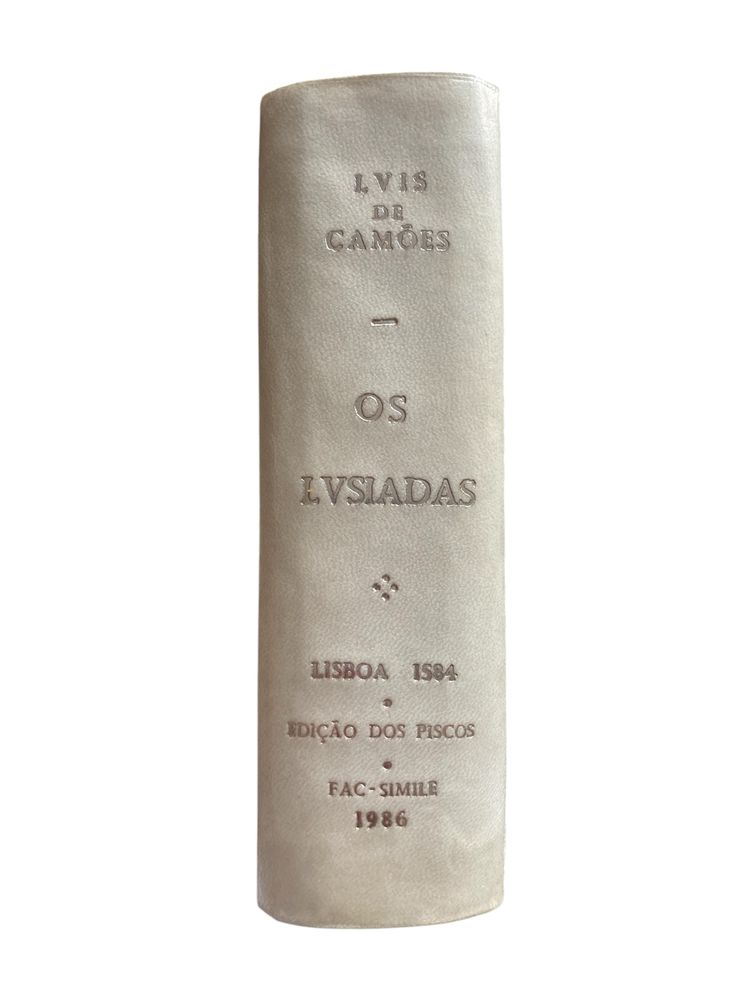 LVIS
DE
CAMÕES
—
OS
LVSIADAS
LISBOA 1584
•
EDIÇÃO DOS PISCOS
•
FAC-SIMILE
1986